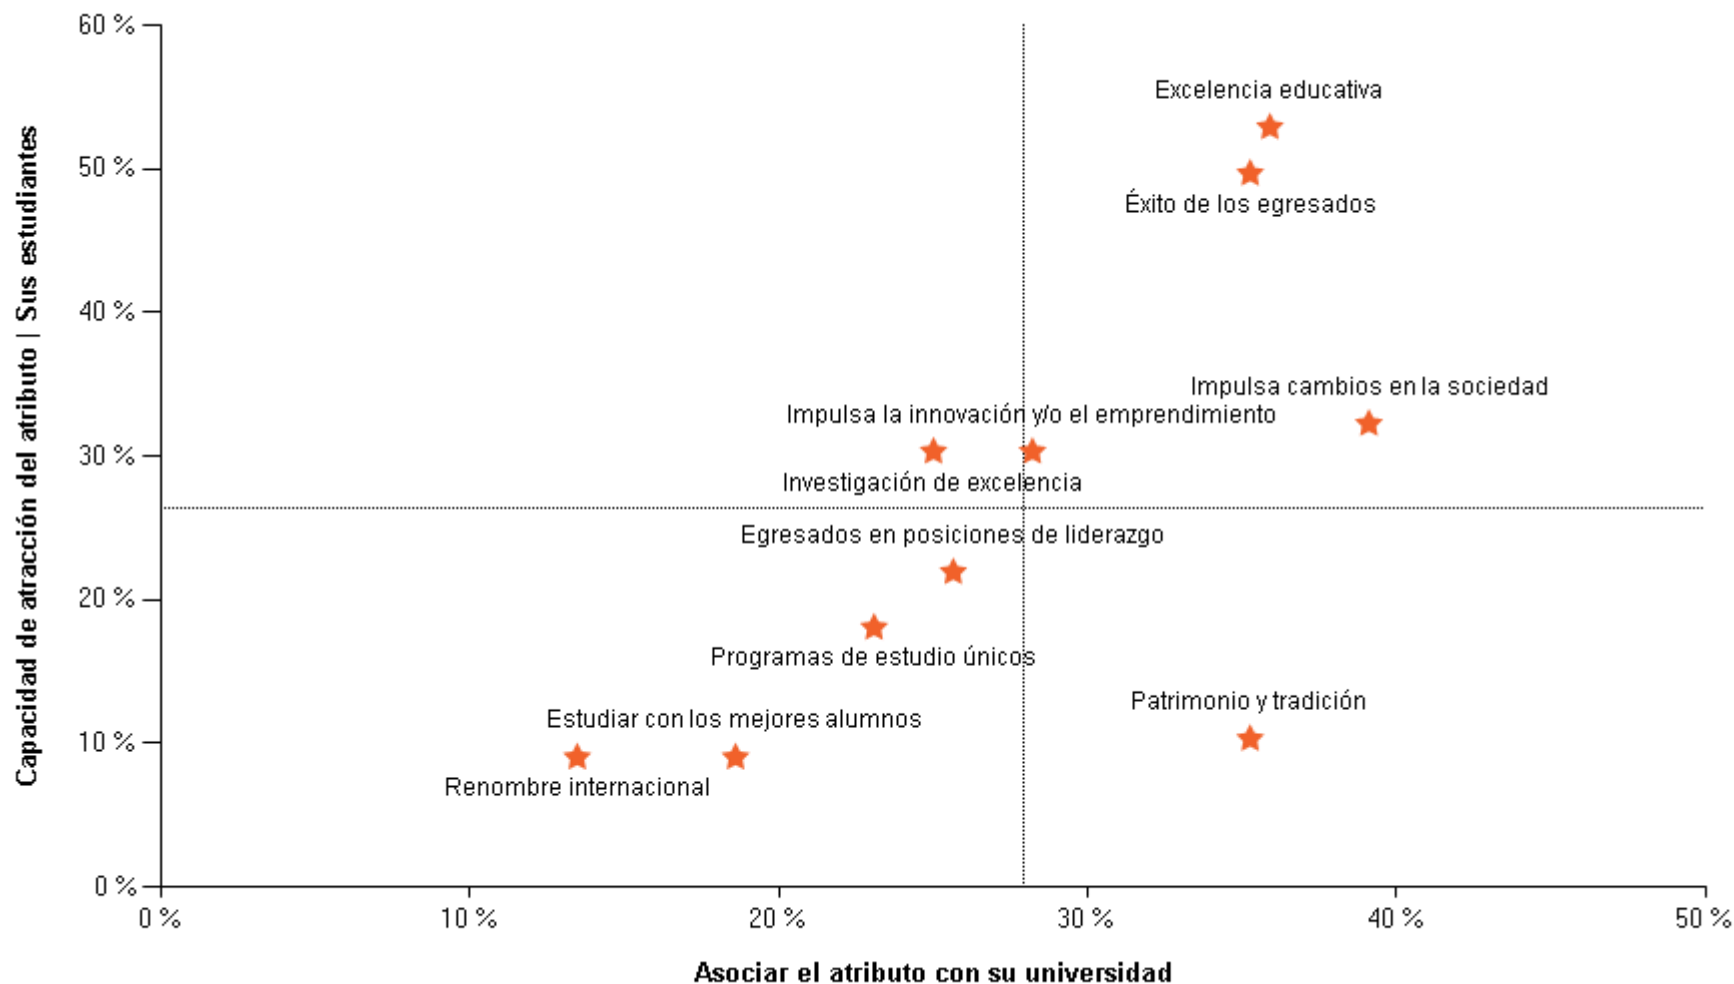 60 %
Excelencia educativa
50 %
Éxito de los egresados
40 %
Impulsa cambios en la sociedad
Impulsa la innovación y/o el emprendimiento
30 %
Investigación de excelencia
Egresados en posiciones de liderazgo
20 %
Programas de estudio únicos
Patrimonio y tradición
Estudiar con los mejores alumnos
10 %
Renombre internacional
0 %
0 %
10 %
20 %
30 %
40 %
50 %
Asociar el atributo con su universidad
Capacidad de atracción del atributo | Sus estudiantes